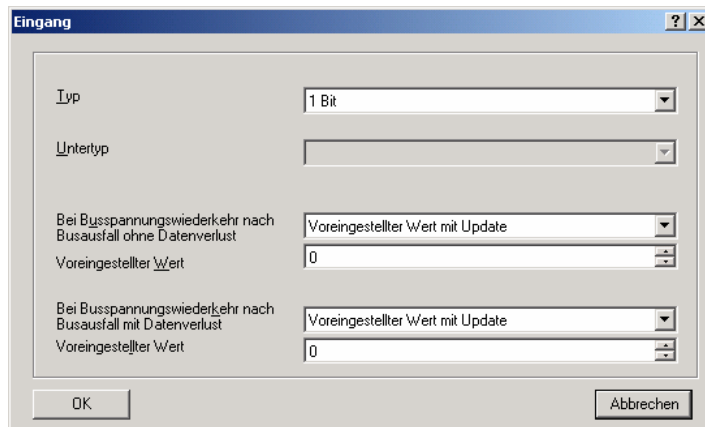 Eingang
Typ
1 Bit
Untertyp
Bei Busspannungswiederkehr nach
Busausfall ohne Datenverlust
Voreingestellter Wert mit Update
Voreingestellter Wert
0
Bei Busspannungswiederkehr nach
Busausfall mit Datenverlust
Voreingestellter Wert mit Update
Voreingestellter Wert
0
OK
Abbrechen